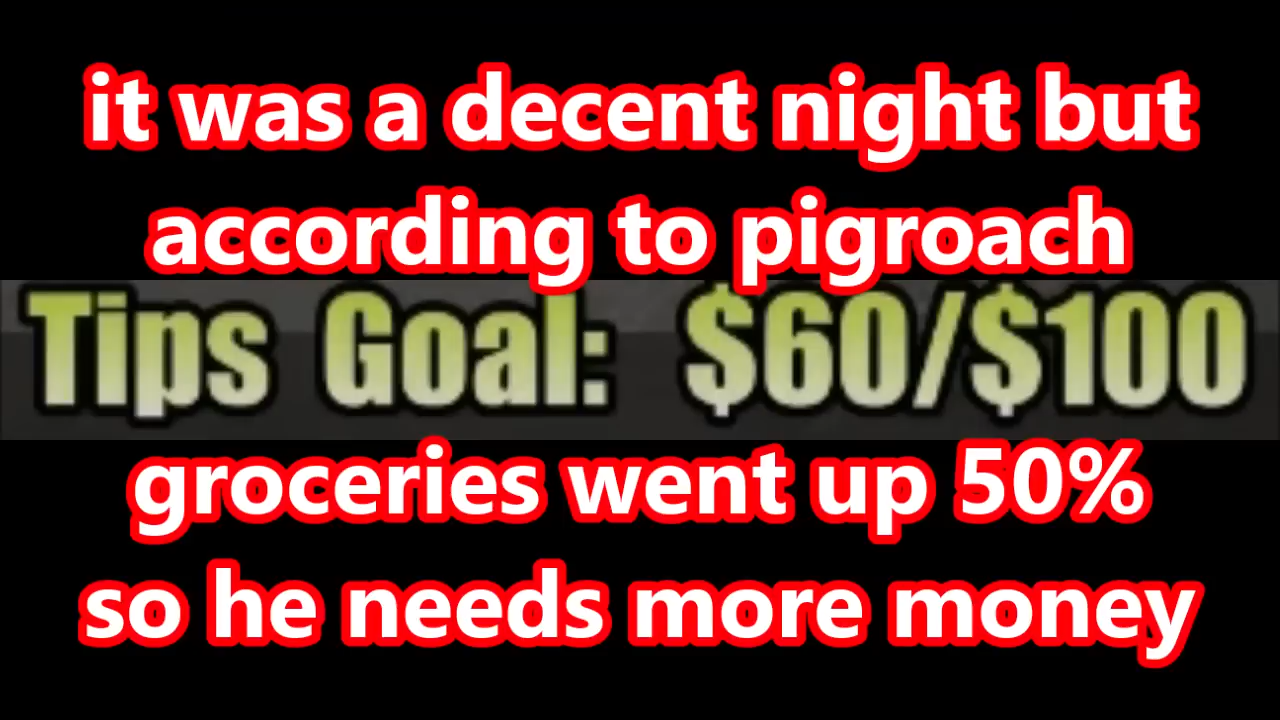 it was a decent night but
according to pigroach
Tips Goal: $60/$100
groceries went up 50%
so he needs more money